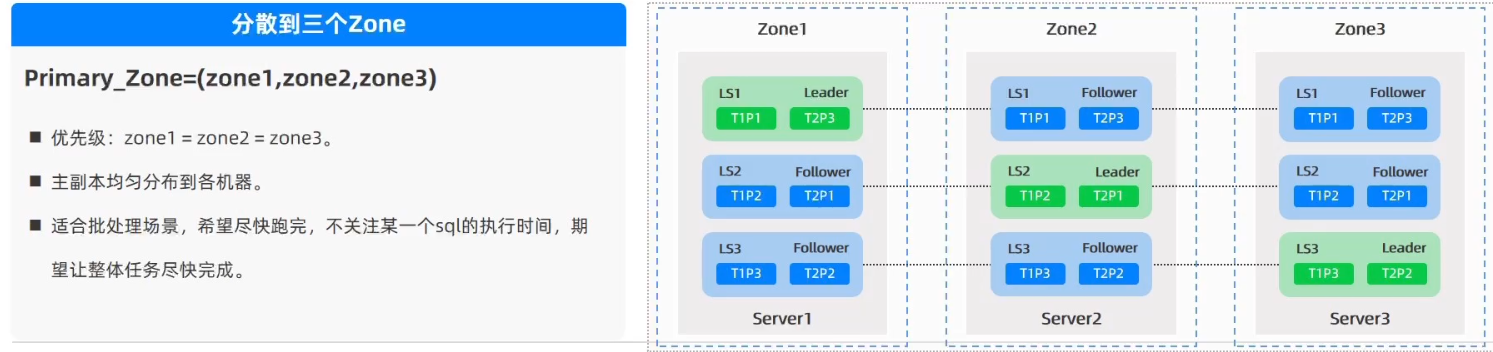 分散到三个Zone
Primary_Zone=(zone1,zone2,zone3)
■ 优先级：zone1 = zone2 = zone3。
■ 主副本均匀分布到各机器。
■ 适合批处理场景，希望尽快跑完，不关注某一个sql的执行时间，期
望让整体任务尽快完成。
Zone1
LS1 Leader
T1P1 T2P3
LS2 Follower
T1P2 T2P1
LS3 Follower
T1P3 T2P2
Server1
Zone2
LS1 Follower
T1P1 T2P3
LS2 Leader
T1P2 T2P1
LS3 Follower
T1P3 T2P2
Server2
Zone3
LS1 Follower
T1P1 T2P3
LS2 Follower
T1P2 T2P1
LS3 Leader
T1P3 T2P2
Server3